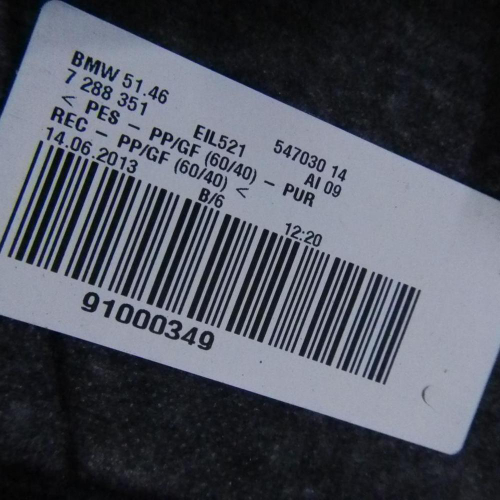 BMW 51.46
7 288 351 EIL521 547030 14
< PES - PP/GF (60/40) - PUR AI 09
REC - PP/GF (60/40) <
14.06.2013 B/6 12:20
91000349